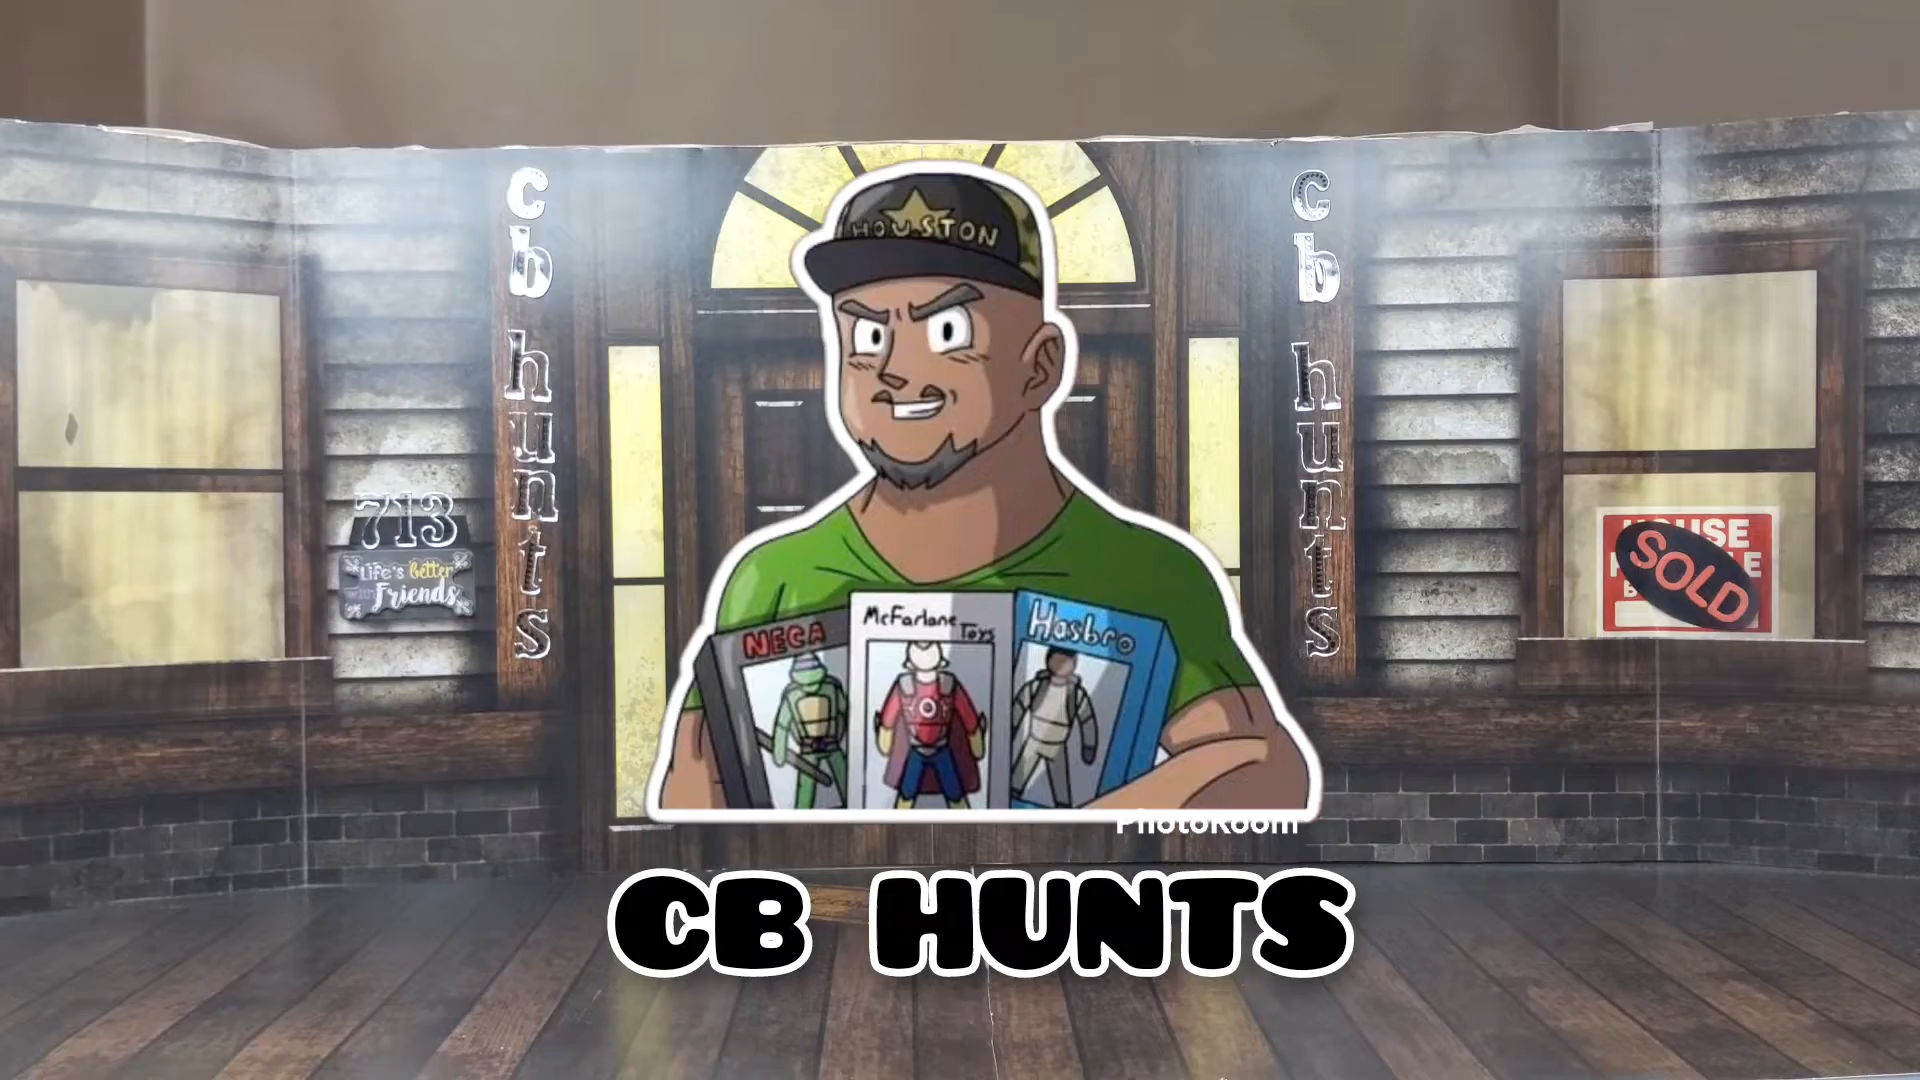 cb hunts
cb hunts
HOUSTON
713
Life's Better
with Friends
SOLD
NECA
McFarlane
Toys
Hasbro
PhotoRoom
CB HUNTS